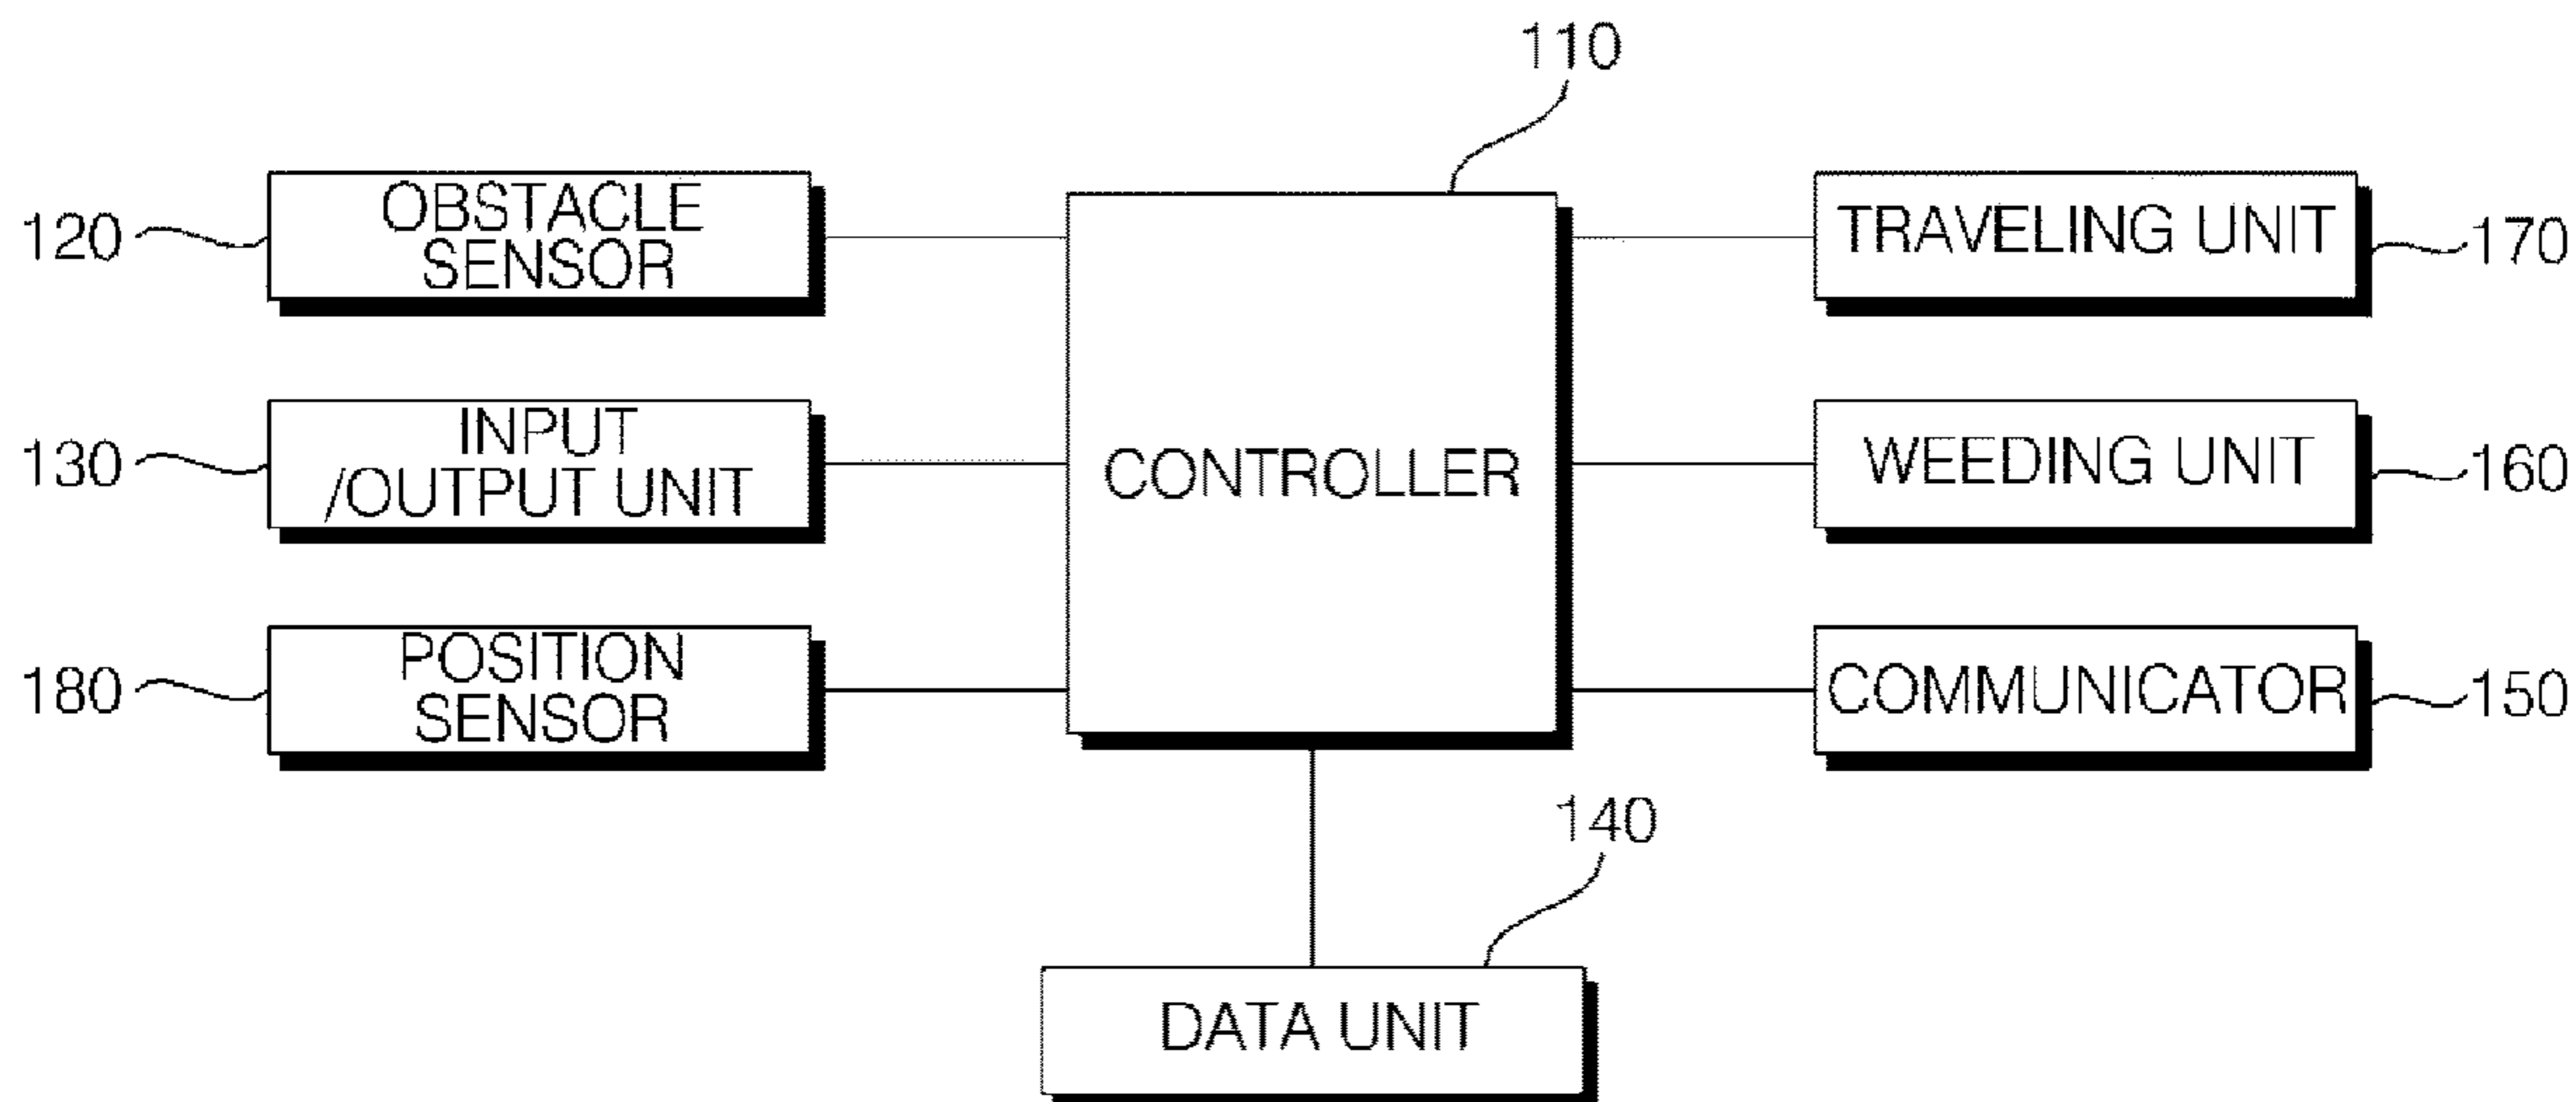 110
120
OBSTACLE
SENSOR
TRAVELING UNIT
170
130
INPUT
/OUTPUT UNIT
CONTROLLER
WEEDING UNIT
160
180
POSITION
SENSOR
COMMUNICATOR
150
140
DATA UNIT